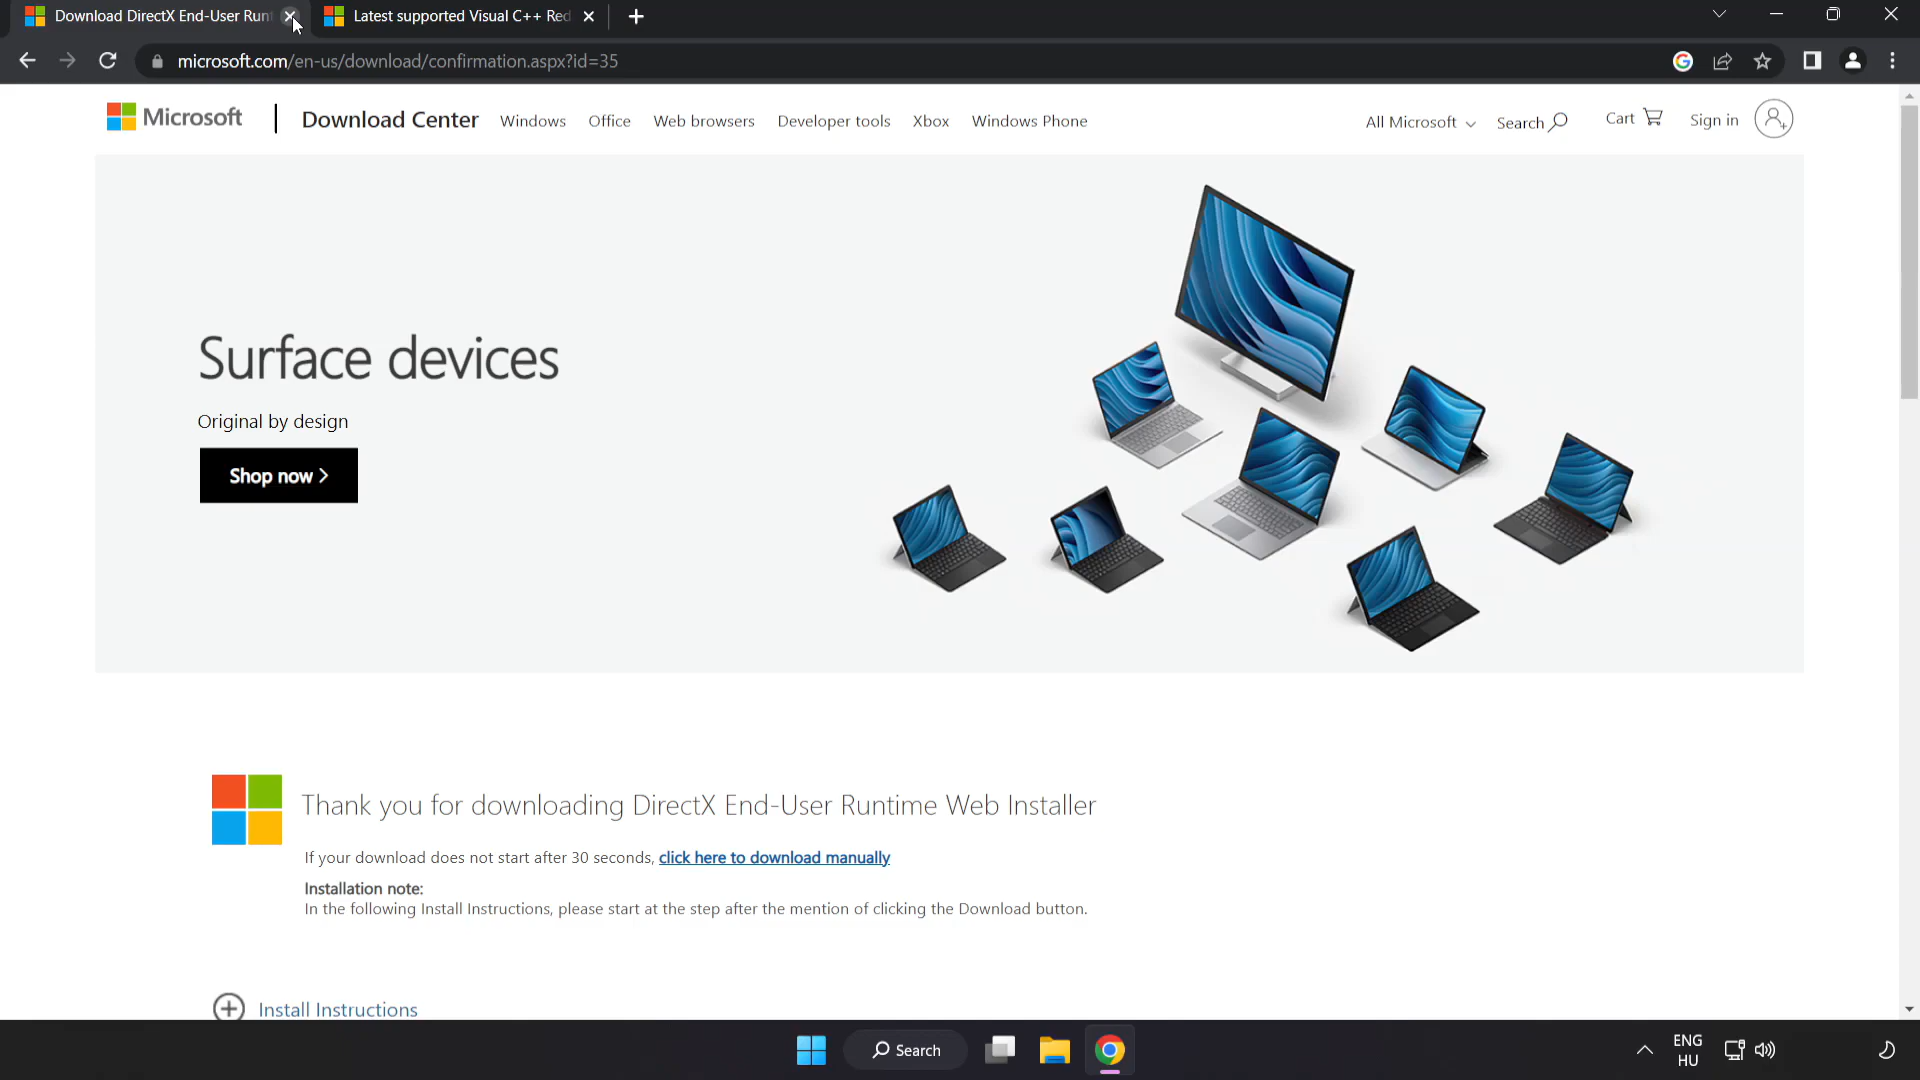 Download DirectX End-User Runt
Latest supported Visual C++ Red
microsoft.com/en-us/download/confirmation.aspx?id=35
Microsoft
Download Center
Windows
Office
Web browsers
Developer tools
Xbox
Windows Phone
All Microsoft
Search
Cart
Sign in
Surface devices
Original by design
Shop now
Thank you for downloading DirectX End-User Runtime Web Installer
If your download does not start after 30 seconds, click here to download manually
Installation note:
In the following Install Instructions, please start at the step after the mention of clicking the Download button.
Install Instructions
Search
ENG
HU